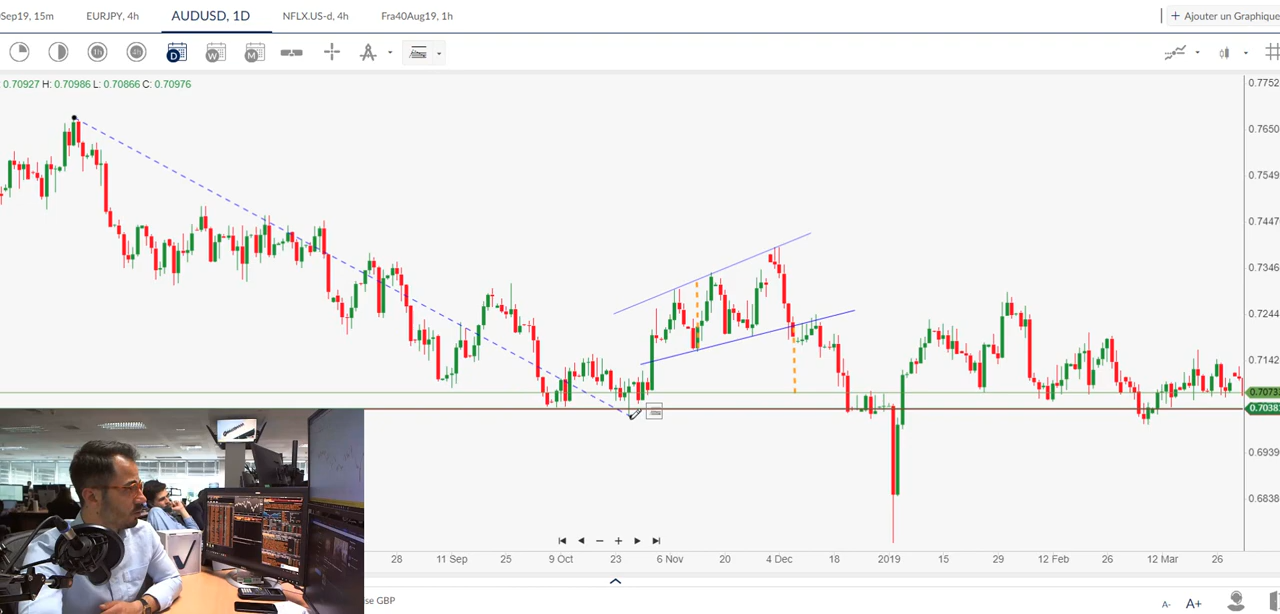 Sep19, 15m EURJPY, 4h AUDUSD, 1D NFLX.US-d, 4h Fra40Aug19, 1h + Ajouter un Graphique
D W M
: 0.70927 H: 0.70986 L: 0.70866 C: 0.70976
0.7752
0.7650
0.7549
0.7447
0.7346
0.7244
0.7142
0.7073
0.7038
0.6939
0.6838
28 11 Sep 25 9 Oct 23 6 Nov 20 4 Dec 18 2019 15 29 12 Feb 26 12 Mar 26
se GBP
A- A+